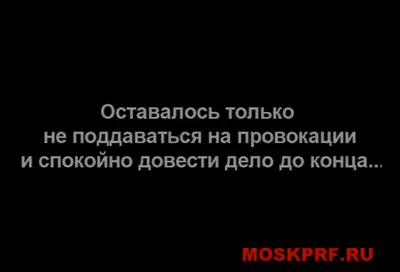 Оставалось только
не поддаваться на провокации
и спокойно довести дело до конца...
MOSKPRF.RU